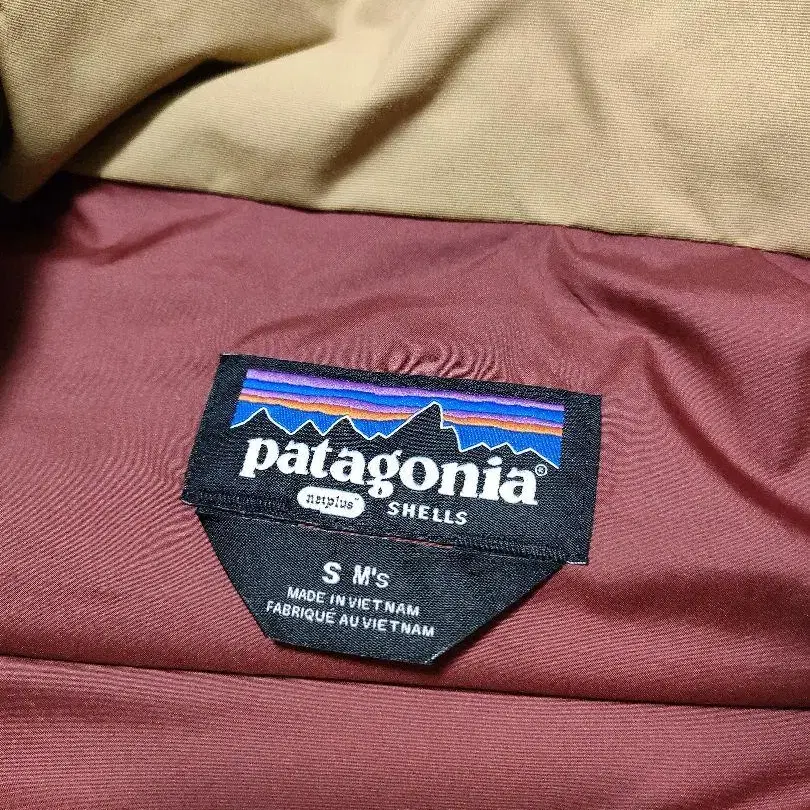 patagonia®
netplus® SHELLS
S M's
MADE IN VIETNAM
FABRIQUÉ AU VIETNAM